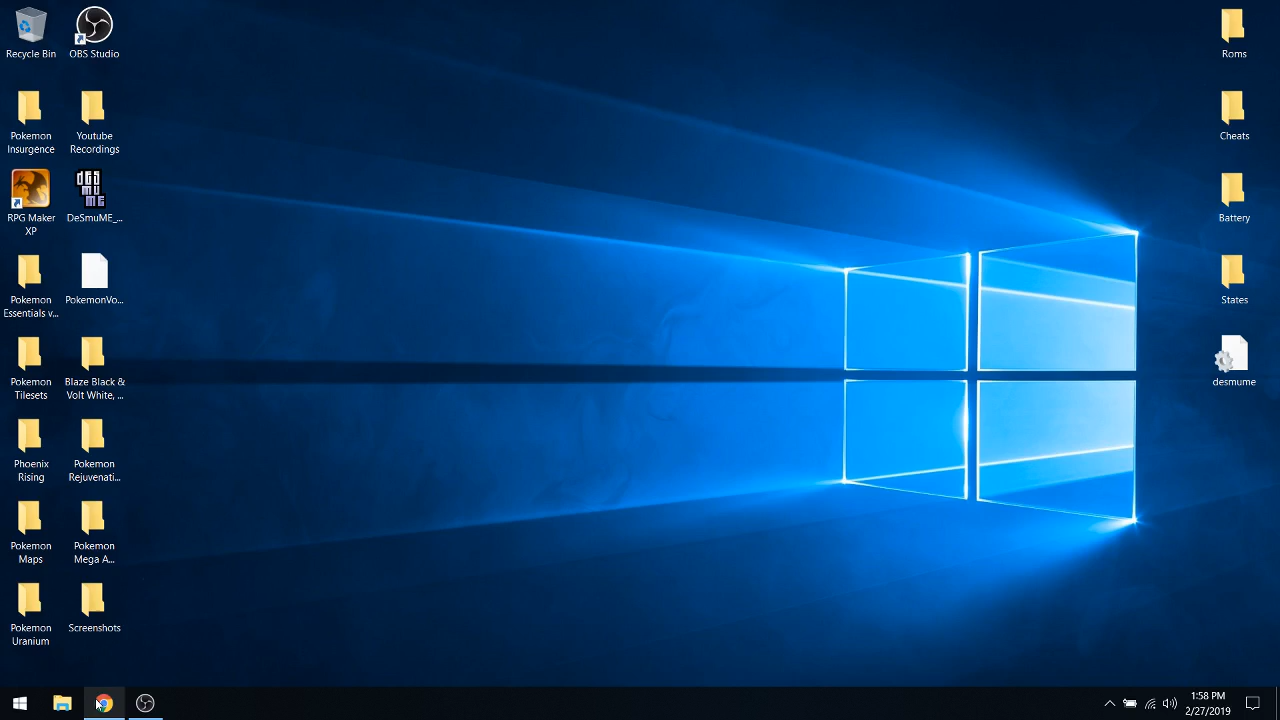 Recycle Bin
OBS Studio
Pokemon
Insurgence
Youtube
Recordings
RPG Maker
XP
DeSmuME_...
Pokemon
Essentials v...
PokemonVo...
Pokemon
Tilesets
Blaze Black &
Volt White, ...
Phoenix
Rising
Pokemon
Rejuvenati...
Pokemon
Maps
Pokemon
Mega A...
Pokemon
Uranium
Screenshots
Roms
Cheats
Battery
States
desmume
1:58 PM
2/27/2019